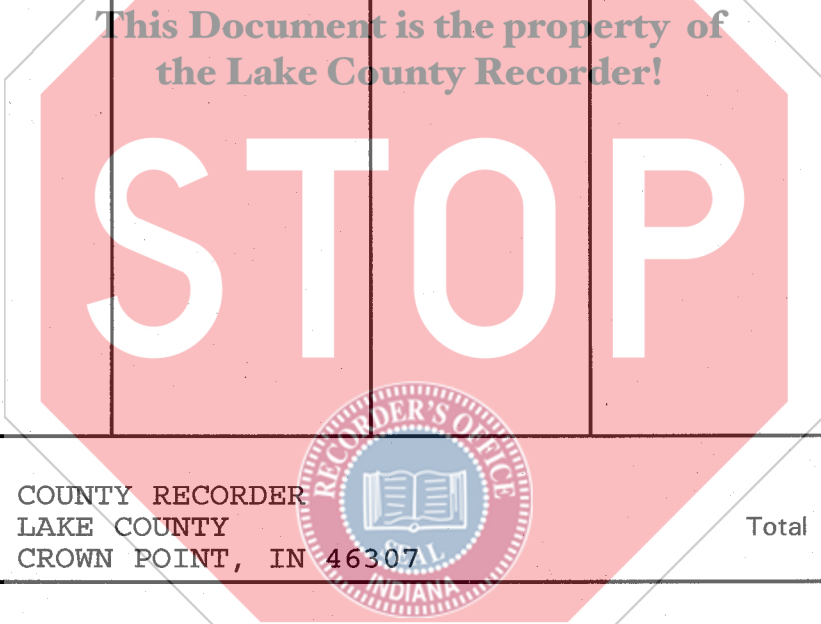 This Document is the property of
the Lake County Recorder!
STOP
RECORDER'S OFFICE
COUNTY RECORDER
LAKE COUNTY
Total
CROWN POINT, IN 46307
SEAL
INDIANA